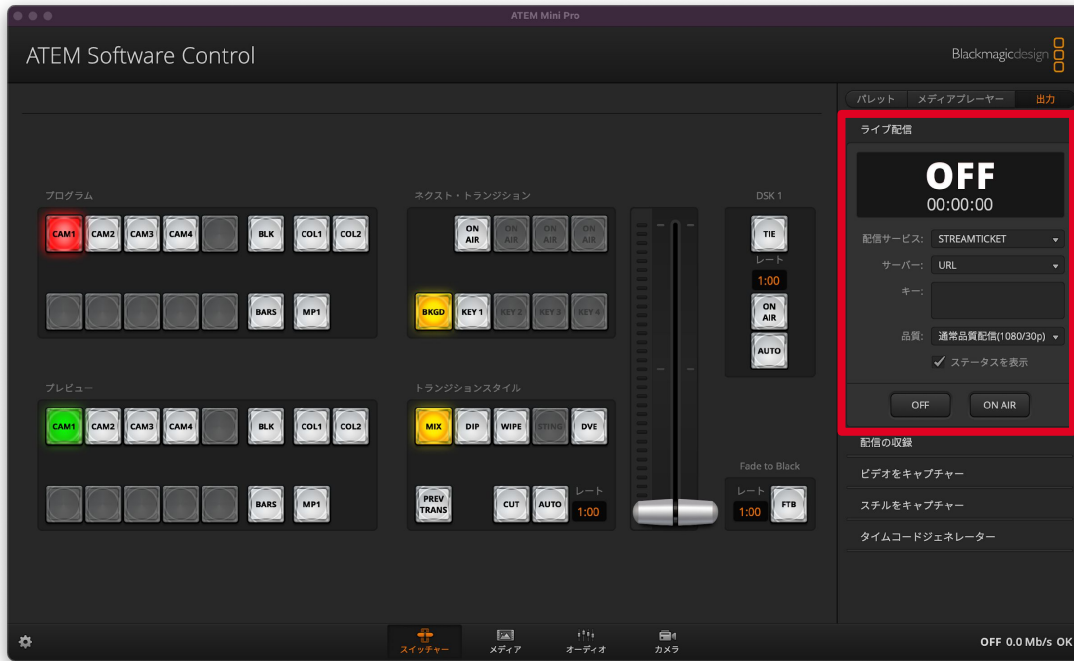 ATEM Mini Pro
ATEM Software Control
Blackmagicdesign
パレット メディアプレーヤー 出力
ライブ配信
OFF
00:00:00
配信サービス: STREAMTICKET
サーバー: URL
キー:
品質: 通常品質配信(1080/30p)
ステータスを表示
OFF ON AIR
配信の収録
ビデオをキャプチャー
スチルをキャプチャー
タイムコードジェネレーター
プログラム
CAM1 CAM2 CAM3 CAM4 BLK COL1 COL2
BARS MP1
ネクスト・トランジション
ON AIR ON AIR ON AIR ON AIR
BKGD KEY 1 KEY 2 KEY 3 KEY 4
DSK 1
TIE
レート
1:00
ON AIR
AUTO
プレビュー
CAM1 CAM2 CAM3 CAM4 BLK COL1 COL2
BARS MP1
トランジションスタイル
MIX DIP WIPE STING DVE
PREV TRANS CUT AUTO
レート
1:00
Fade to Black
レート
1:00 FTB
スイッチャー メディア オーディオ カメラ
OFF 0.0 Mb/s OK